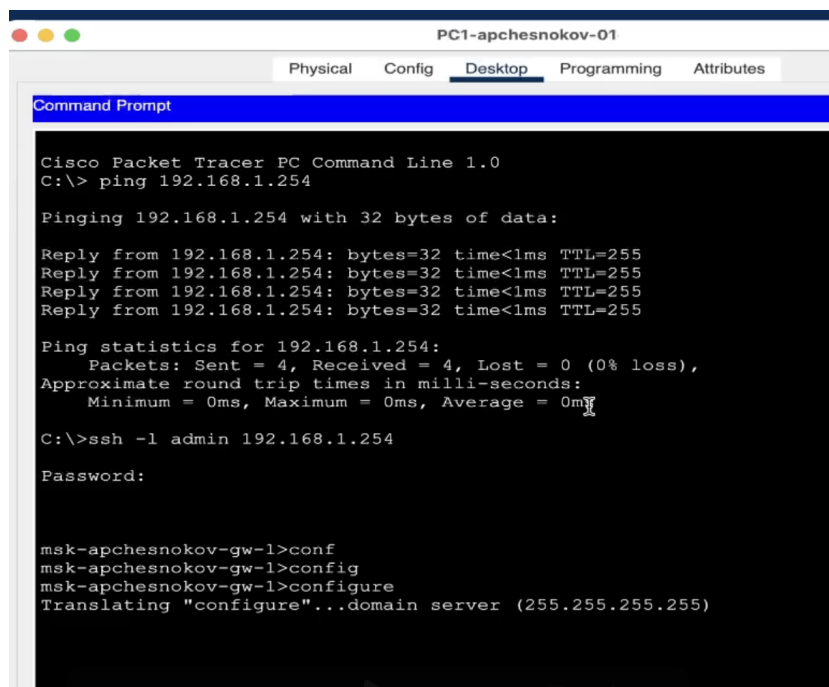 PC1-apchesnokov-01
Physical Config Desktop Programming Attributes
Command Prompt
Cisco Packet Tracer PC Command Line 1.0
C:\> ping 192.168.1.254
Pinging 192.168.1.254 with 32 bytes of data:
Reply from 192.168.1.254: bytes=32 time<1ms TTL=255
Reply from 192.168.1.254: bytes=32 time<1ms TTL=255
Reply from 192.168.1.254: bytes=32 time<1ms TTL=255
Reply from 192.168.1.254: bytes=32 time<1ms TTL=255
Ping statistics for 192.168.1.254:
Packets: Sent = 4, Received = 4, Lost = 0 (0% loss),
Approximate round trip times in milli-seconds:
Minimum = 0ms, Maximum = 0ms, Average = 0ms
C:\>ssh -l admin 192.168.1.254
Password:
msk-apchesnokov-gw-1>conf
msk-apchesnokov-gw-1>config
msk-apchesnokov-gw-1>configure
Translating "configure"...domain server (255.255.255.255)